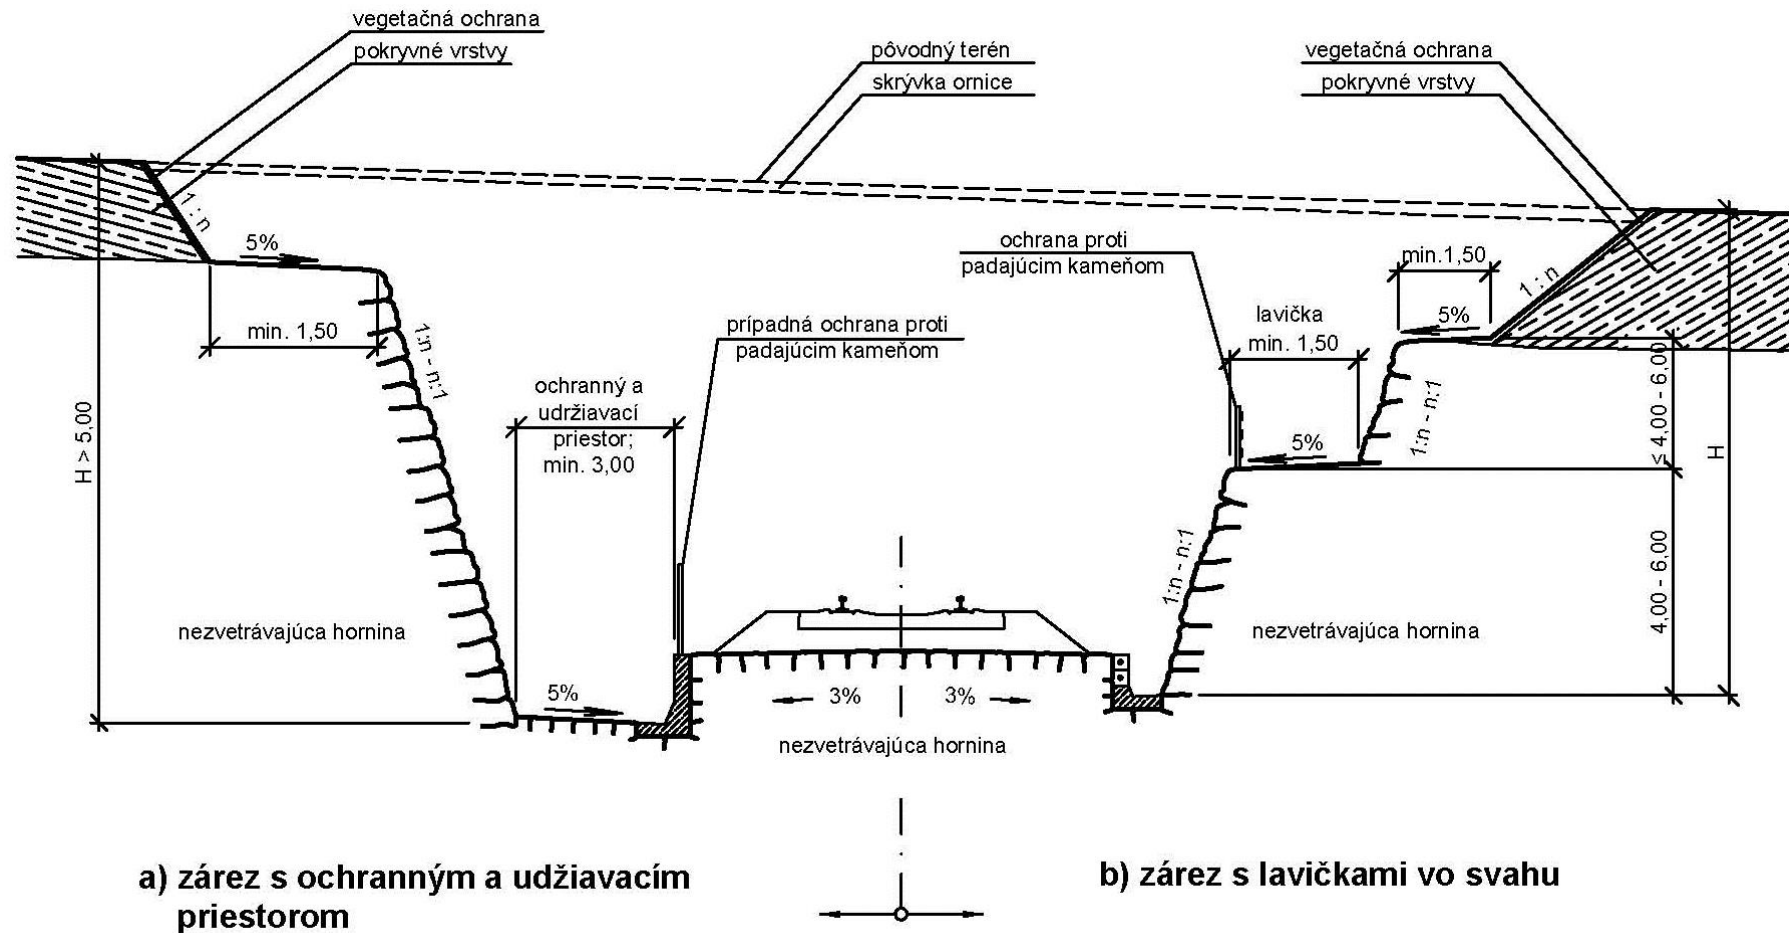 vegetačná ochrana
pokryvné vrstvy
pôvodný terén
skrývka ornice
vegetačná ochrana
pokryvné vrstvy
1 : n
5%
min. 1,50
1:n - n:1
H > 5,00
ochranný a
udržiavací
priestor;
min. 3,00
prípadná ochrana proti
padajúcim kameňom
ochrana proti
padajúcim kameňom
lavička
min. 1,50
min.1,50
1 : n
5%
5%
1:n - n:1
1:n - n:1
≤ 4,00 - 6,00
H
4,00 - 6,00
nezvetrávajúca hornina
nezvetrávajúca hornina
5%
3%
3%
nezvetrávajúca hornina
a) zárez s ochranným a udžiavacím
priestorom
b) zárez s lavičkami vo svahu